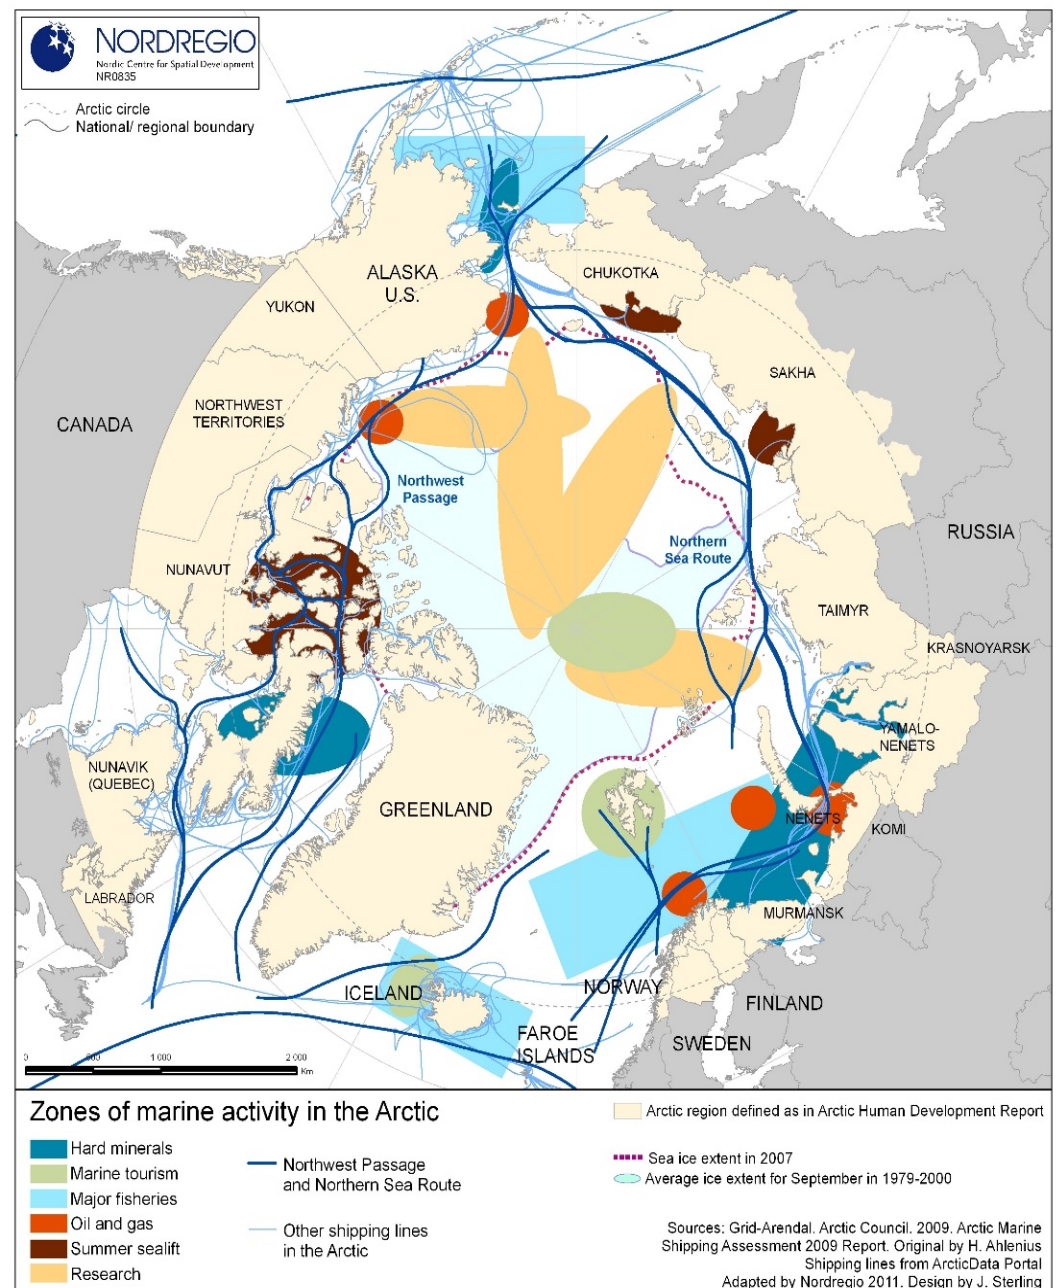 NORDREGIO
Nordic Centre for Spatial Development
NR0835
Arctic circle
National/ regional boundary
ALASKA
U.S.
CHUKOTKA
YUKON
SAKHA
NORTHWEST
TERRITORIES
CANADA
Northwest
Passage
RUSSIA
Northern
Sea Route
NUNAVUT
TAIMYR
KRASNOYARSK
YAMALO-
NENETS
NUNAVIK
(QUEBEC)
GREENLAND
NENETS
KOMI
LABRADOR
MURMANSK
ICELAND
NORWAY
FINLAND
FAROE
ISLANDS
SWEDEN
0 500 1 000 2 000
Km
Zones of marine activity in the Arctic
Hard minerals
Marine tourism
Major fisheries
Oil and gas
Summer sealift
Research
Northwest Passage
and Northern Sea Route
Other shipping lines
in the Arctic
Arctic region defined as in Arctic Human Development Report
Sea ice extent in 2007
Average ice extent for September in 1979-2000
Sources: Grid-Arendal. Arctic Council. 2009. Arctic Marine
Shipping Assessment 2009 Report. Original by H. Ahlenius
Shipping lines from ArcticData Portal
Adapted by Nordregio 2011. Design by J. Sterling